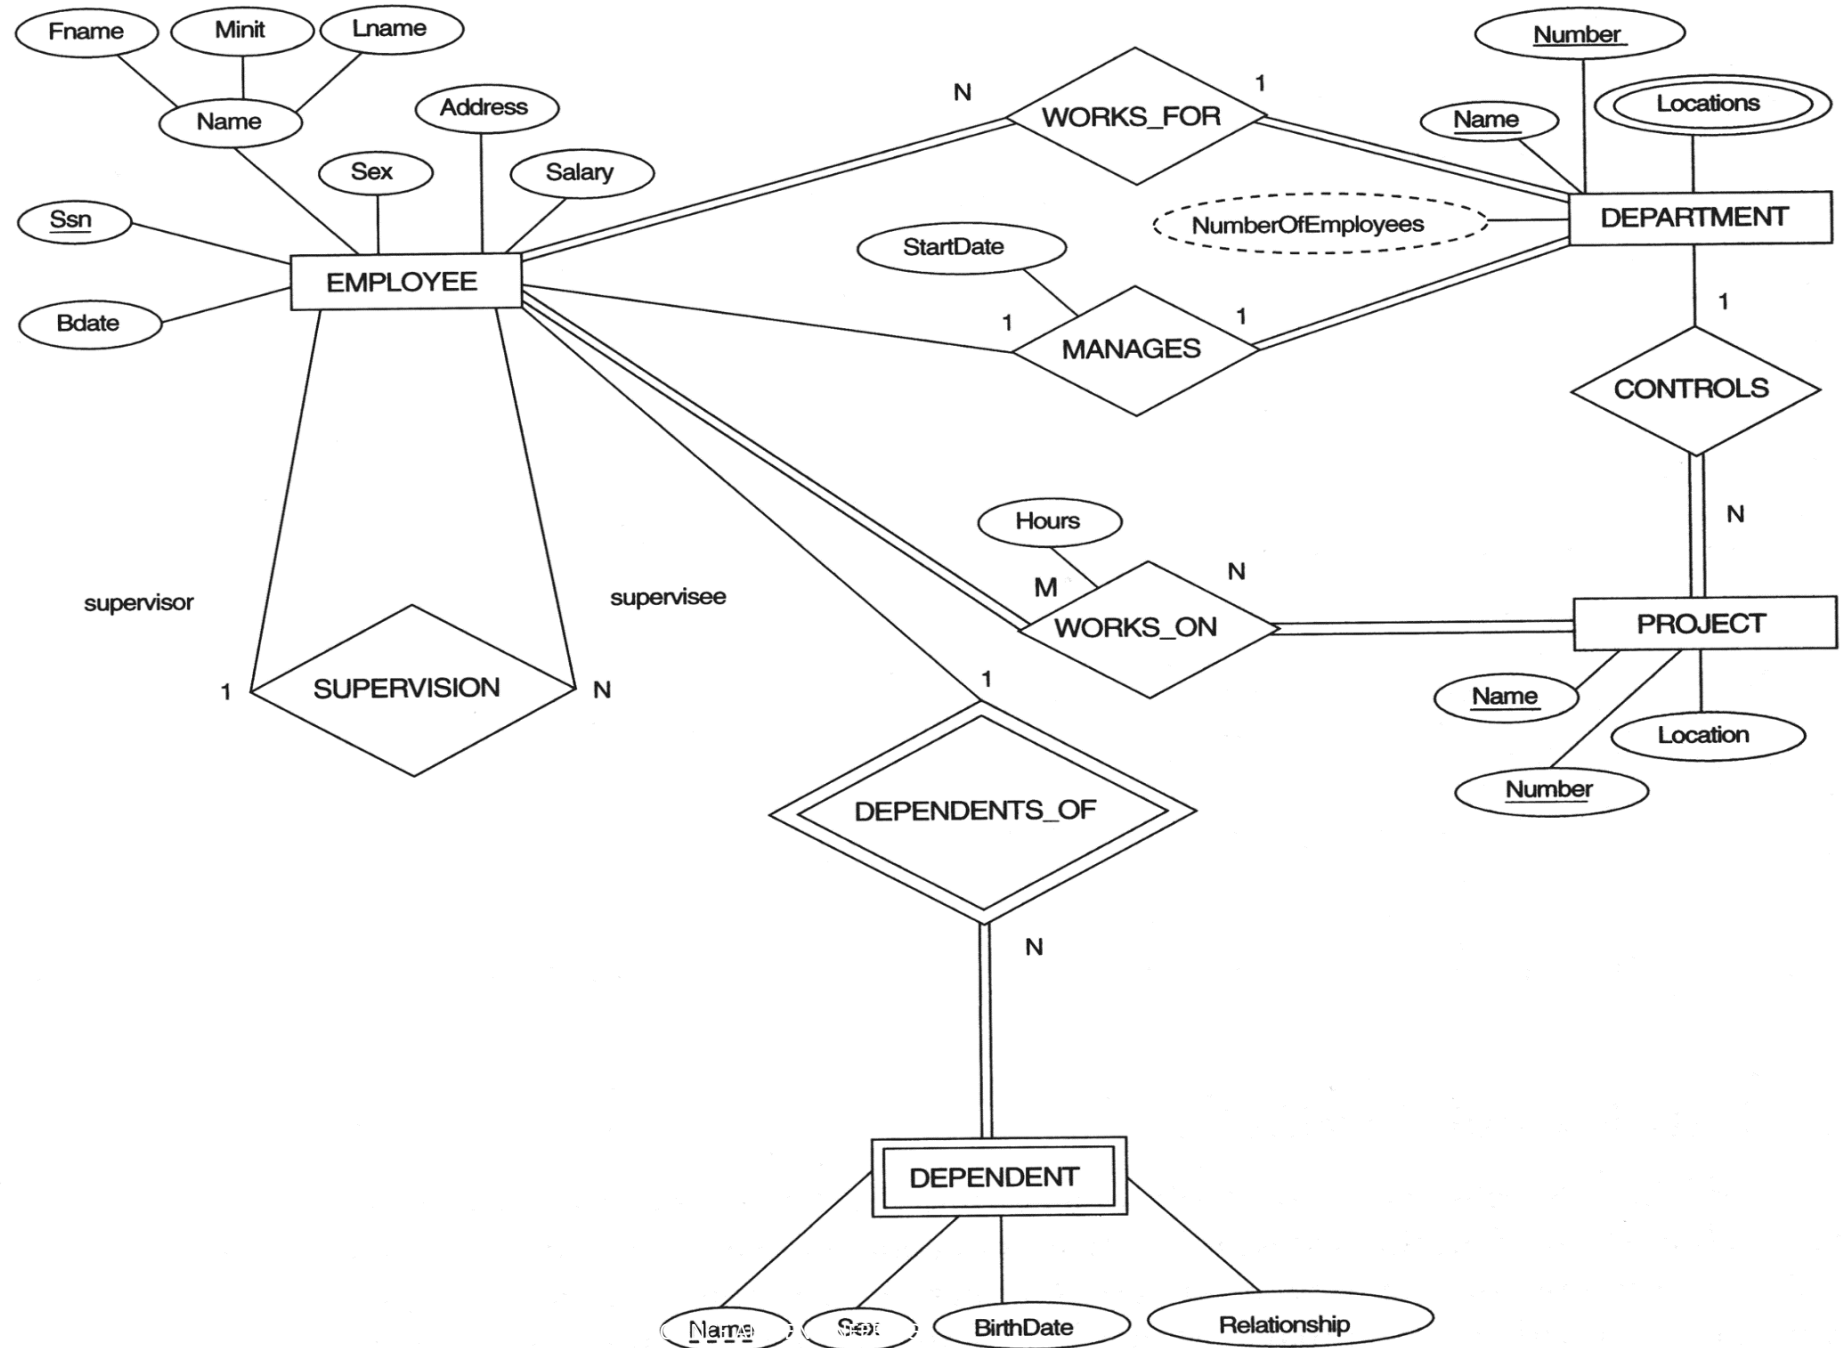 Fname
Minit
Lname
Number
Name
Address
N
WORKS_FOR
1
Name
Locations
Sex
Salary
Ssn
NumberOfEmployees
DEPARTMENT
StartDate
EMPLOYEE
Bdate
1
MANAGES
1
1
CONTROLS
N
Hours
M
N
supervisor
supervisee
WORKS_ON
PROJECT
1
SUPERVISION
N
1
Name
Location
Number
DEPENDENTS_OF
N
DEPENDENT
Name
Sex
BirthDate
Relationship